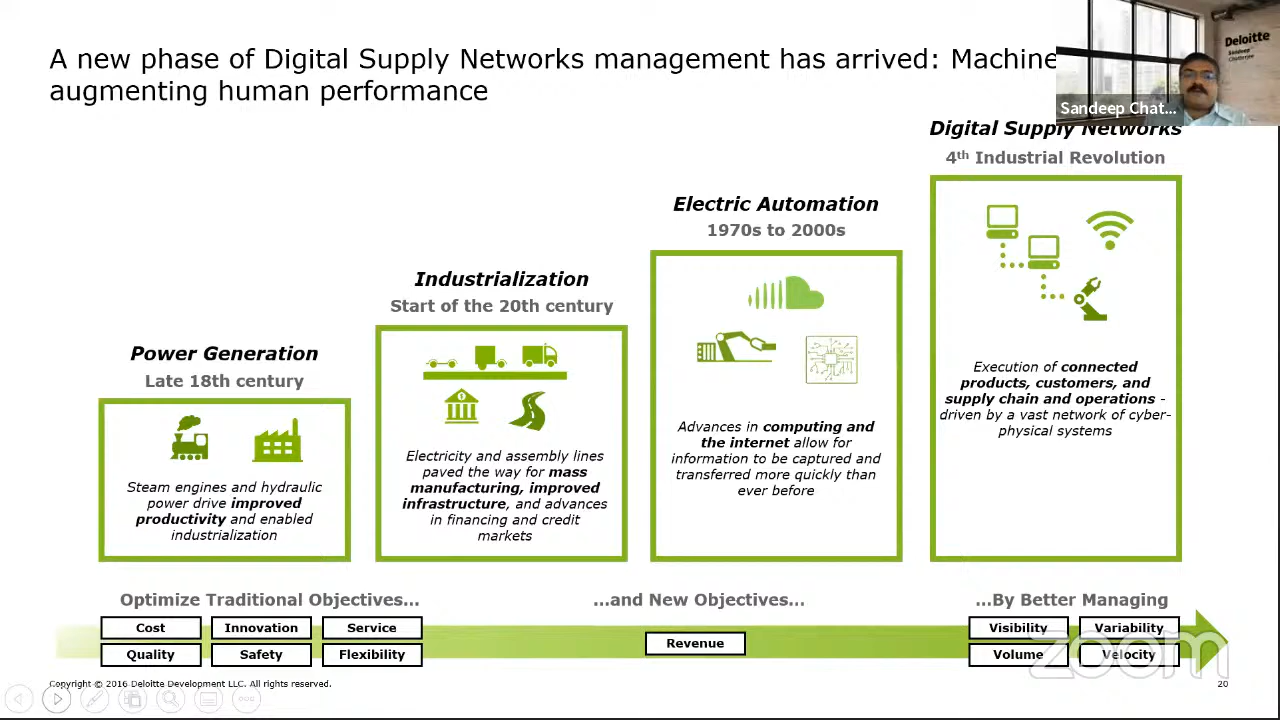 A new phase of Digital Supply Networks management has arrived: Machine
augmenting human performance
Deloitte
Sandeep
Chatterjee
Sandeep Chat...
Digital Supply Networks
4th Industrial Revolution
Electric Automation
1970s to 2000s
Industrialization
Start of the 20th century
Power Generation
Late 18th century
Steam engines and hydraulic
power drive improved
productivity and enabled
industrialization
Electricity and assembly lines
paved the way for mass
manufacturing, improved
infrastructure, and advances
in financing and credit
markets
Advances in computing and
the internet allow for
information to be captured and
transferred more quickly than
ever before
Execution of connected
products, customers, and
supply chain and operations -
driven by a vast network of cyber-
physical systems
Optimize Traditional Objectives...
...and New Objectives...
...By Better Managing
Cost
Innovation
Service
Quality
Safety
Flexibility
Revenue
Visibility
Variability
Volume
Velocity
zoom
Copyright © 2016 Deloitte Development LLC. All rights reserved.
20